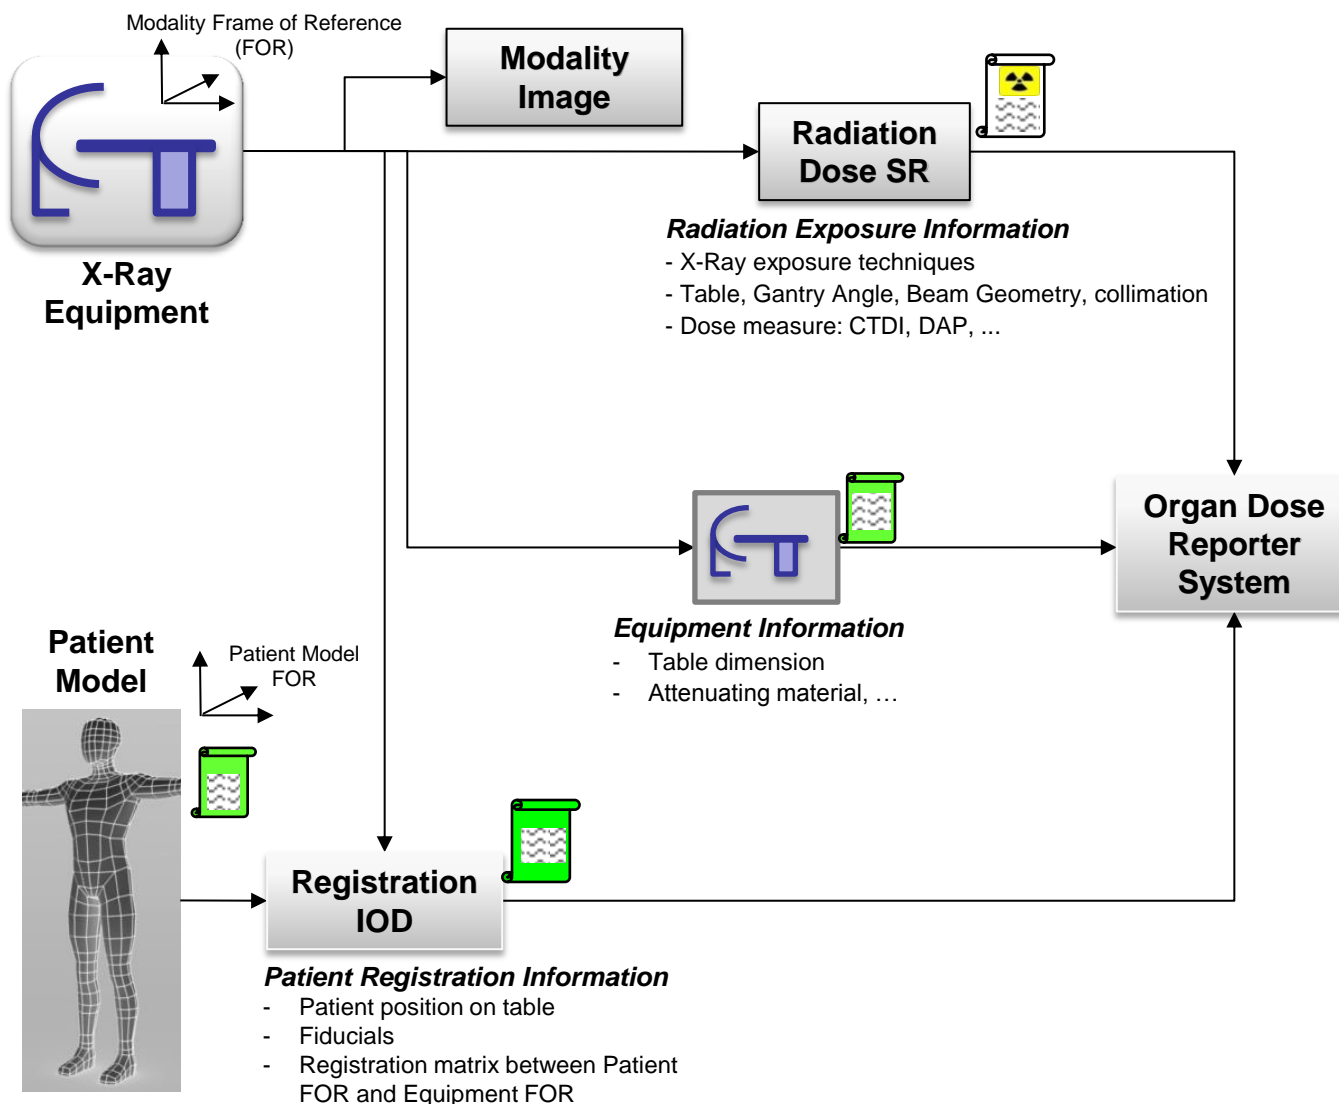 Modality Frame of Reference
(FOR)
Modality
Image
Radiation
Dose SR
X-Ray
Equipment
Radiation Exposure Information
- X-Ray exposure techniques
- Table, Gantry Angle, Beam Geometry, collimation
- Dose measure: CTDI, DAP, ...
Organ Dose
Reporter
System
Equipment Information
- Table dimension
- Attenuating material, …
Patient
Model
Patient Model
FOR
Registration
IOD
Patient Registration Information
- Patient position on table
- Fiducials
- Registration matrix between Patient
FOR and Equipment FOR